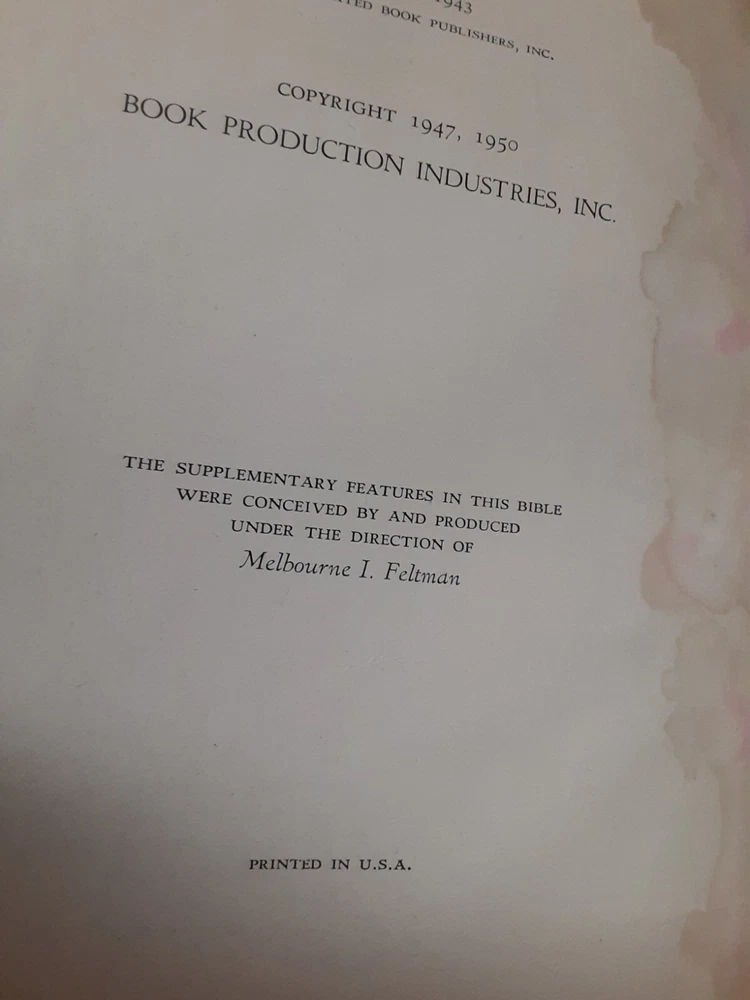 1943
BOOK PUBLISHERS, INC.
COPYRIGHT 1947, 1950
BOOK PRODUCTION INDUSTRIES, INC.
THE SUPPLEMENTARY FEATURES IN THIS BIBLE
WERE CONCEIVED BY AND PRODUCED
UNDER THE DIRECTION OF
Melbourne I. Feltman
PRINTED IN U.S.A.